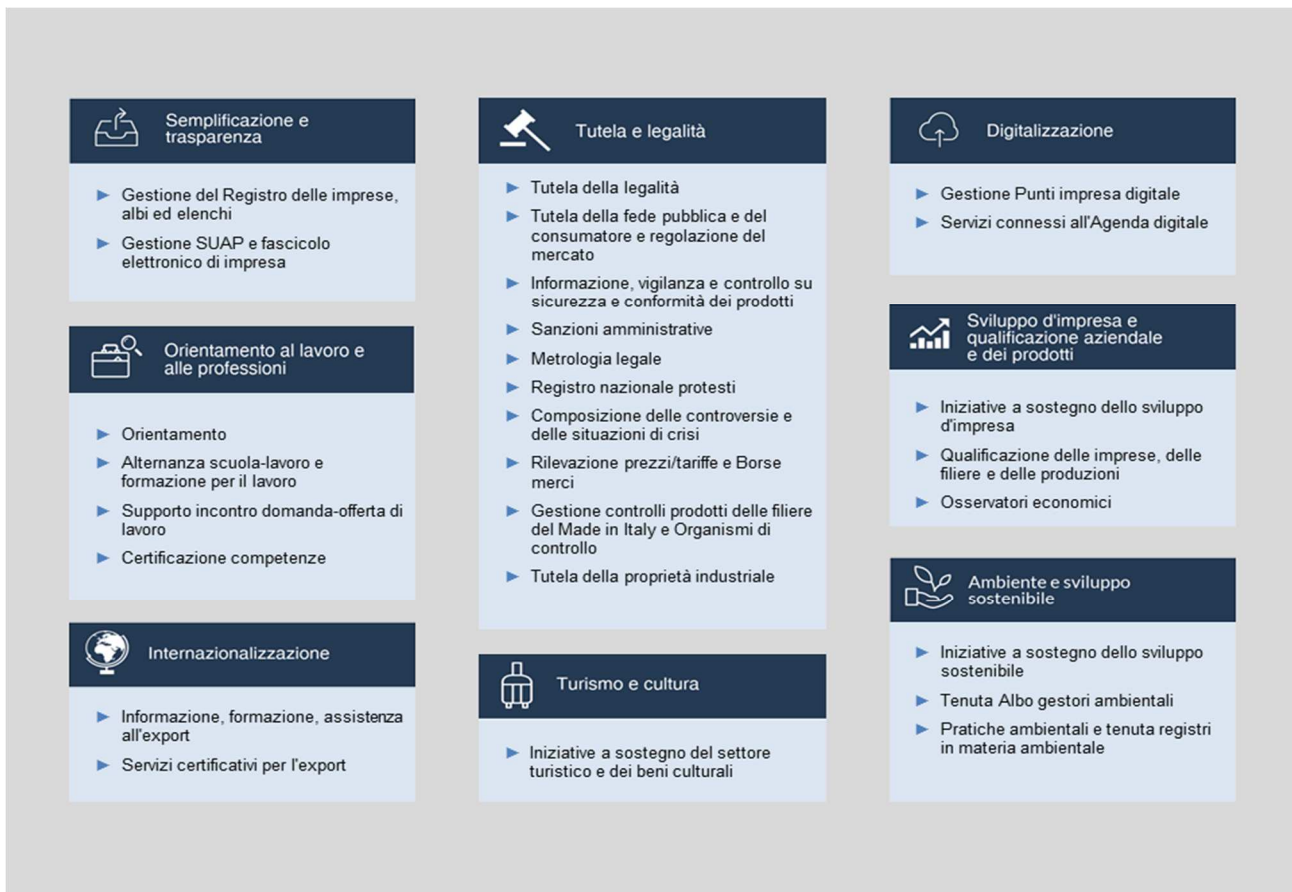 Semplificazione e
trasparenza
Gestione del Registro delle imprese,
albi ed elenchi
Gestione SUAP e fascicolo
elettronico di impresa
Orientamento al lavoro e
alle professioni
Orientamento
Alternanza scuola-lavoro e
formazione per il lavoro
Supporto incontro domanda-offerta di
lavoro
Certificazione competenze
Internazionalizzazione
Informazione, formazione, assistenza
all'export
Servizi certificativi per l'export
Tutela e legalità
Tutela della legalità
Tutela della fede pubblica e del
consumatore e regolazione del
mercato
Informazione, vigilanza e controllo su
sicurezza e conformità dei prodotti
Sanzioni amministrative
Metrologia legale
Registro nazionale protesti
Composizione delle controversie e
delle situazioni di crisi
Rilevazione prezzi/tariffe e Borse
merci
Gestione controlli prodotti delle filiere
del Made in Italy e Organismi di
controllo
Tutela della proprietà industriale
Turismo e cultura
Iniziative a sostegno del settore
turistico e dei beni culturali
Digitalizzazione
Gestione Punti impresa digitale
Servizi connessi all'Agenda digitale
Sviluppo d'impresa e
qualificazione aziendale
e dei prodotti
Iniziative a sostegno dello sviluppo
d'impresa
Qualificazione delle imprese, delle
filiere e delle produzioni
Osservatori economici
Ambiente e sviluppo
sostenibile
Iniziative a sostegno dello sviluppo
sostenibile
Tenuta Albo gestori ambientali
Pratiche ambientali e tenuta registri
in materia ambientale